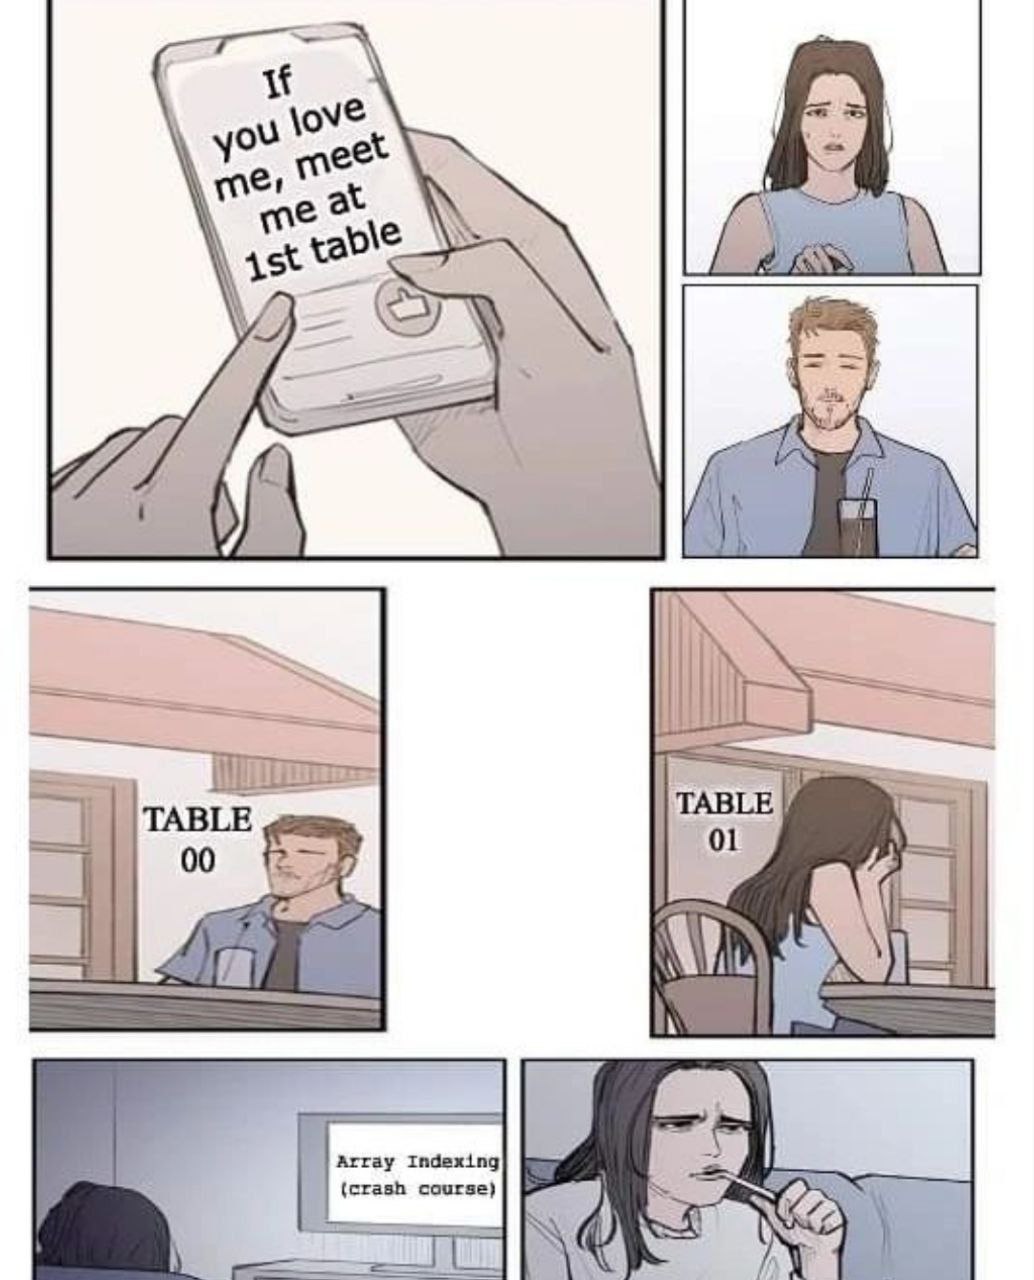 If
you love
me, meet
me at
1st table
TABLE
00
TABLE
01
Array Indexing
(crash course)